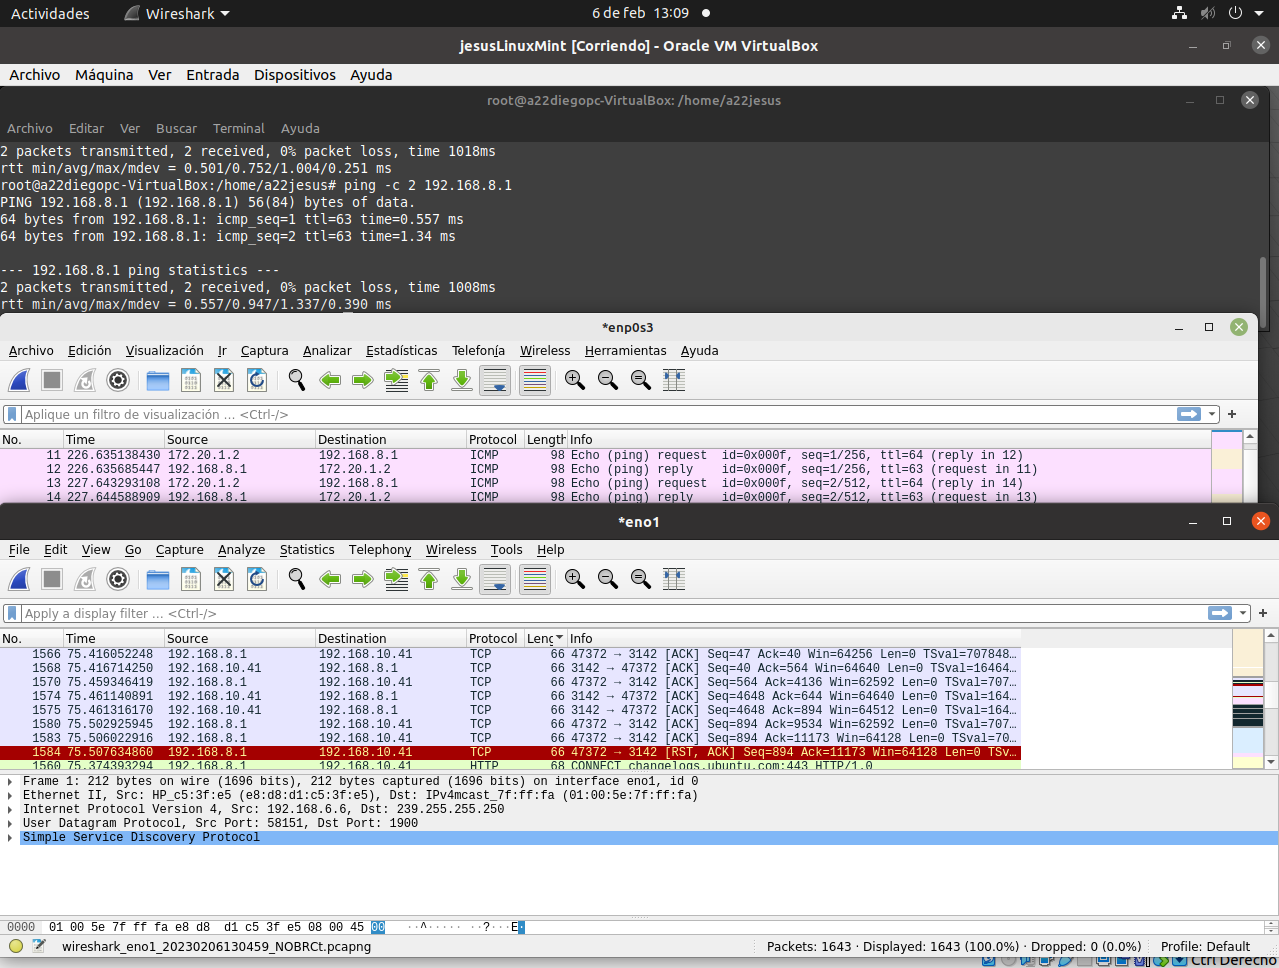 Actividades Wireshark 6 de feb 13:09
jesusLinuxMint [Corriendo] - Oracle VM VirtualBox
Archivo Máquina Ver Entrada Dispositivos Ayuda
root@a22diegopc-VirtualBox: /home/a22jesus
Archivo Editar Ver Buscar Terminal Ayuda
2 packets transmitted, 2 received, 0% packet loss, time 1018ms
rtt min/avg/max/mdev = 0.501/0.752/1.004/0.251 ms
root@a22diegopc-VirtualBox:/home/a22jesus# ping -c 2 192.168.8.1
PING 192.168.8.1 (192.168.8.1) 56(84) bytes of data.
64 bytes from 192.168.8.1: icmp_seq=1 ttl=63 time=0.557 ms
64 bytes from 192.168.8.1: icmp_seq=2 ttl=63 time=1.34 ms
--- 192.168.8.1 ping statistics ---
2 packets transmitted, 2 received, 0% packet loss, time 1008ms
rtt min/avg/max/mdev = 0.557/0.947/1.337/0.390 ms
*enp0s3
Archivo Edición Visualización Ir Captura Analizar Estadísticas Telefonía Wireless Herramientas Ayuda
Aplique un filtro de visualización ... <Ctrl-/>
No. Time Source Destination Protocol Length Info
11 226.635138430 172.20.1.2 192.168.8.1 ICMP 98 Echo (ping) request id=0x000f, seq=1/256, ttl=64 (reply in 12)
12 226.635685447 192.168.8.1 172.20.1.2 ICMP 98 Echo (ping) reply id=0x000f, seq=1/256, ttl=63 (request in 11)
13 227.643293108 172.20.1.2 192.168.8.1 ICMP 98 Echo (ping) request id=0x000f, seq=2/512, ttl=64 (reply in 14)
14 227.644588909 192.168.8.1 172.20.1.2 ICMP 98 Echo (ping) reply id=0x000f, seq=2/512, ttl=63 (request in 13)
*eno1
File Edit View Go Capture Analyze Statistics Telephony Wireless Tools Help
Apply a display filter ... <Ctrl-/>
No. Time Source Destination Protocol Leng Info
1566 75.416052248 192.168.8.1 192.168.10.41 TCP 66 47372 → 3142 [ACK] Seq=47 Ack=40 Win=64256 Len=0 TSval=707848…
1568 75.416714250 192.168.10.41 192.168.8.1 TCP 66 3142 → 47372 [ACK] Seq=40 Ack=564 Win=64640 Len=0 TSval=16464…
1570 75.459346419 192.168.8.1 192.168.10.41 TCP 66 47372 → 3142 [ACK] Seq=564 Ack=4136 Win=62592 Len=0 TSval=707…
1574 75.461140891 192.168.10.41 192.168.8.1 TCP 66 3142 → 47372 [ACK] Seq=4648 Ack=644 Win=64640 Len=0 TSval=164…
1575 75.461316170 192.168.10.41 192.168.8.1 TCP 66 3142 → 47372 [ACK] Seq=4648 Ack=894 Win=64512 Len=0 TSval=164…
1580 75.502925945 192.168.8.1 192.168.10.41 TCP 66 47372 → 3142 [ACK] Seq=894 Ack=9534 Win=62592 Len=0 TSval=707…
1583 75.506022916 192.168.8.1 192.168.10.41 TCP 66 47372 → 3142 [ACK] Seq=894 Ack=11173 Win=64128 Len=0 TSval=70…
1584 75.507634860 192.168.8.1 192.168.10.41 TCP 66 47372 → 3142 [RST, ACK] Seq=894 Ack=11173 Win=64128 Len=0 TSv…
1560 75.374393294 192.168.8.1 192.168.10.41 HTTP 68 CONNECT changelogs.ubuntu.com:443 HTTP/1.0
Frame 1: 212 bytes on wire (1696 bits), 212 bytes captured (1696 bits) on interface eno1, id 0
Ethernet II, Src: HP_c5:3f:e5 (e8:d8:d1:c5:3f:e5), Dst: IPv4mcast_7f:ff:fa (01:00:5e:7f:ff:fa)
Internet Protocol Version 4, Src: 192.168.6.6, Dst: 239.255.255.250
User Datagram Protocol, Src Port: 58151, Dst Port: 1900
Simple Service Discovery Protocol
0000 01 00 5e 7f ff fa e8 d8 d1 c5 3f e5 08 00 45 00 ··^····· ··?···E·
wireshark_eno1_20230206130459_NOBRCt.pcapng Packets: 1643 · Displayed: 1643 (100.0%) · Dropped: 0 (0.0%) Profile: Default
Ctrl Derecho